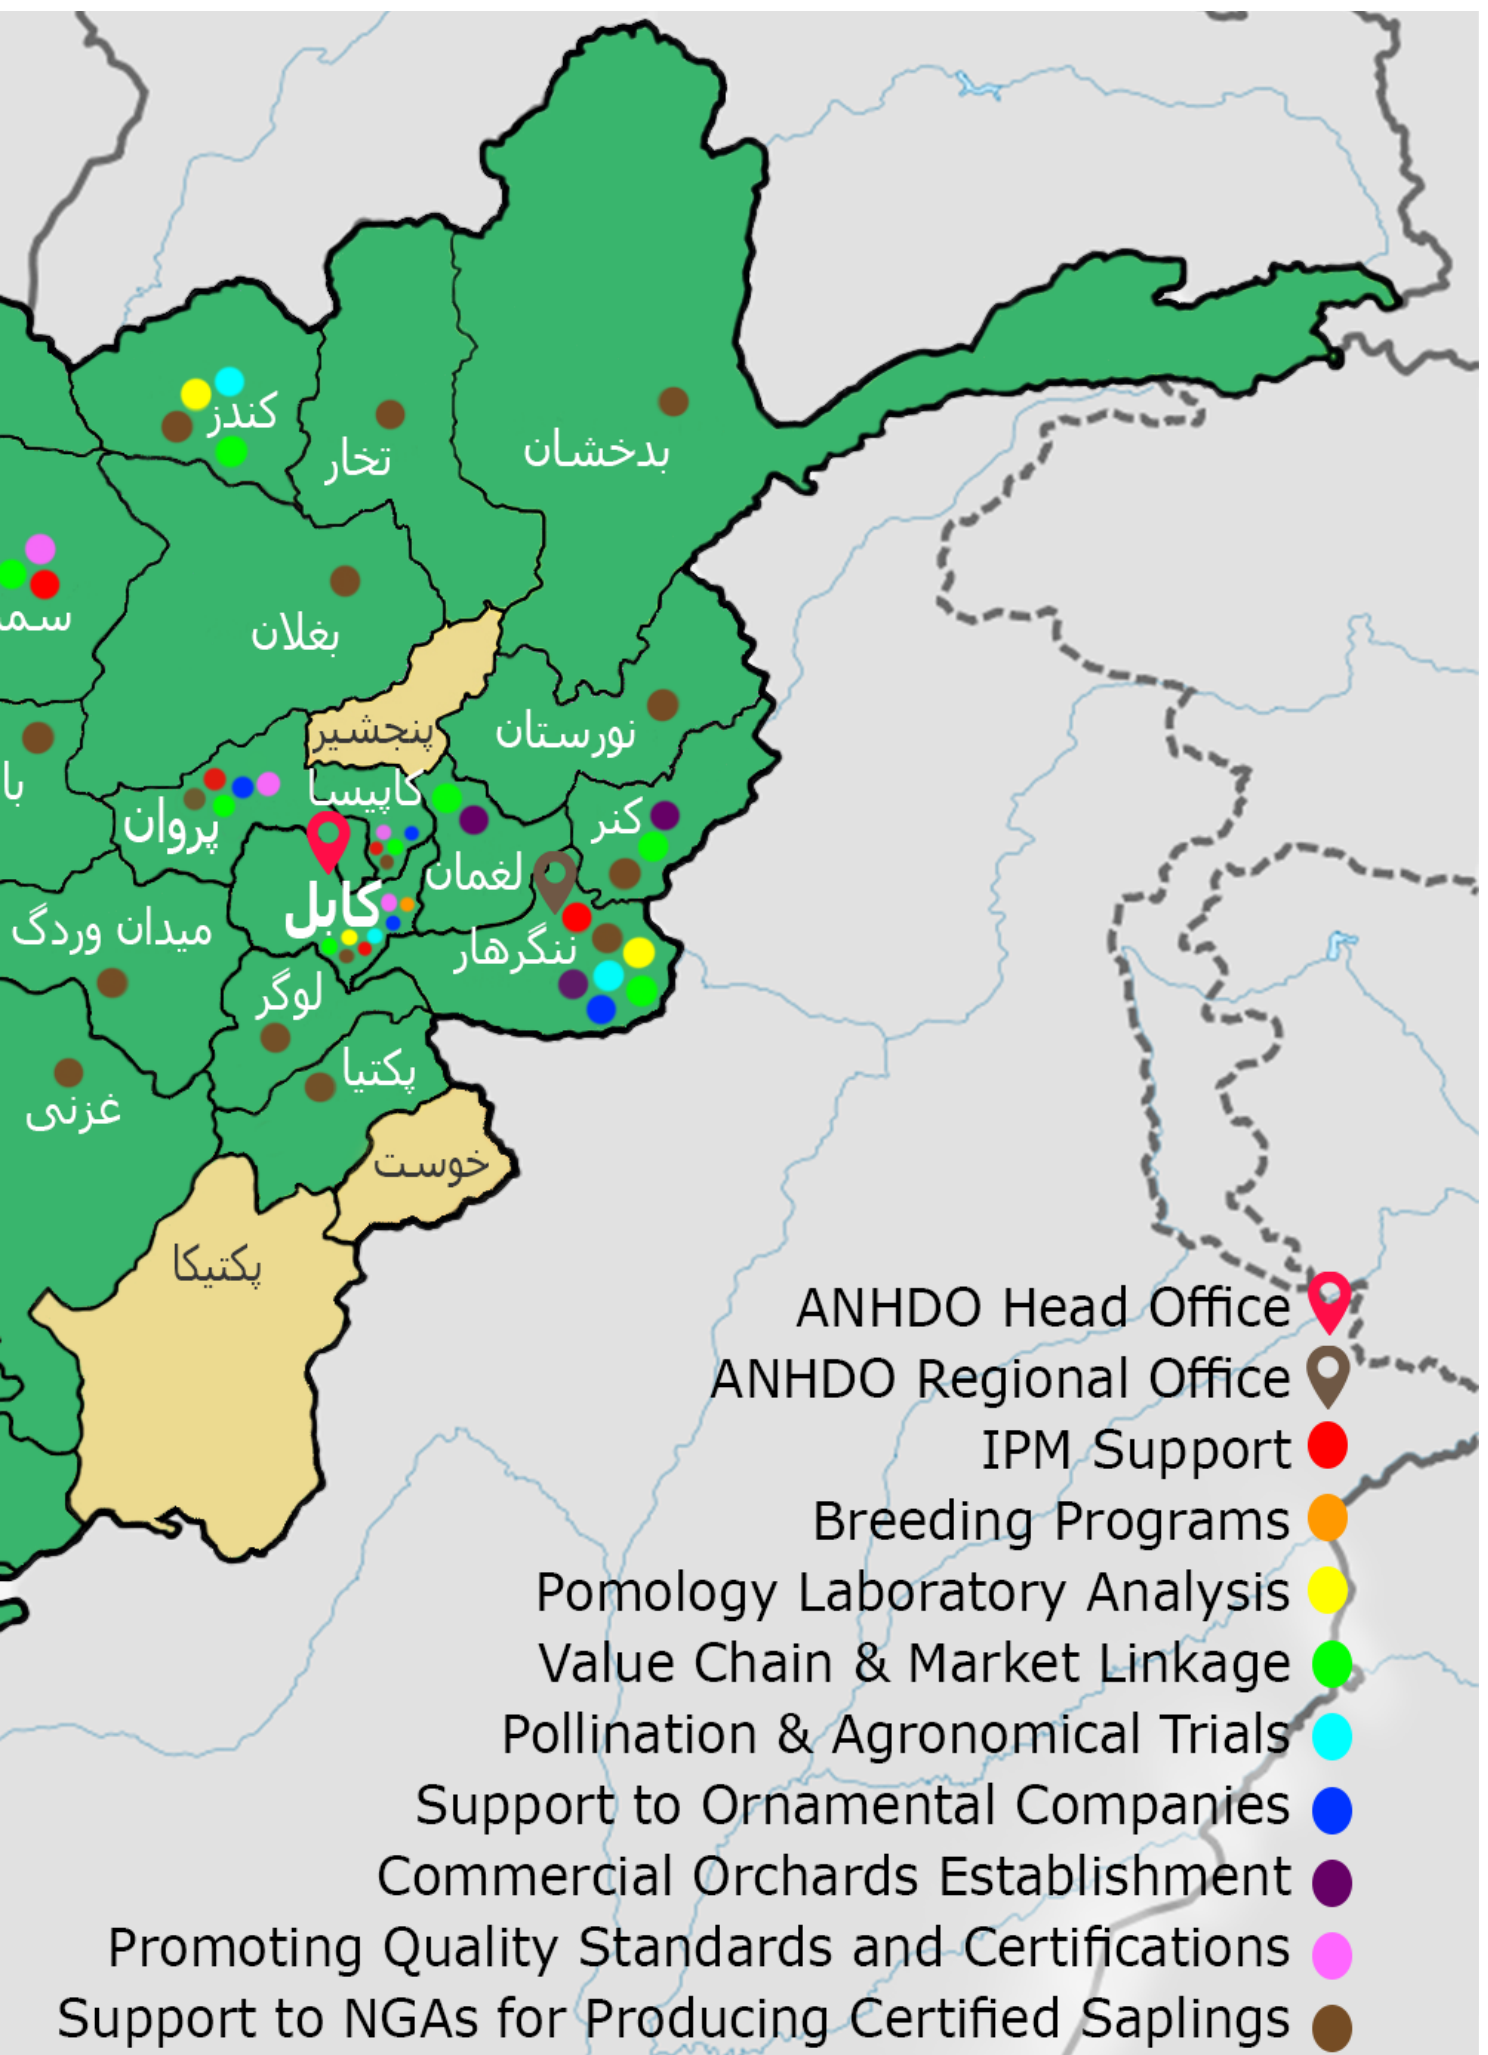 کندز
تخار
بدخشان
سمـ
بغلان
پنجشیر
نورستان
با
کاپیسا
پروان
کنر
لغمان
کابل
میدان وردگ
ننگرهار
لوگر
پکتیا
غزنی
خوست
پکتیکا
ANHDO Head Office
ANHDO Regional Office
IPM Support
Breeding Programs
Pomology Laboratory Analysis
Value Chain & Market Linkage
Pollination & Agronomical Trials
Support to Ornamental Companies
Commercial Orchards Establishment
Promoting Quality Standards and Certifications
Support to NGAs for Producing Certified Saplings